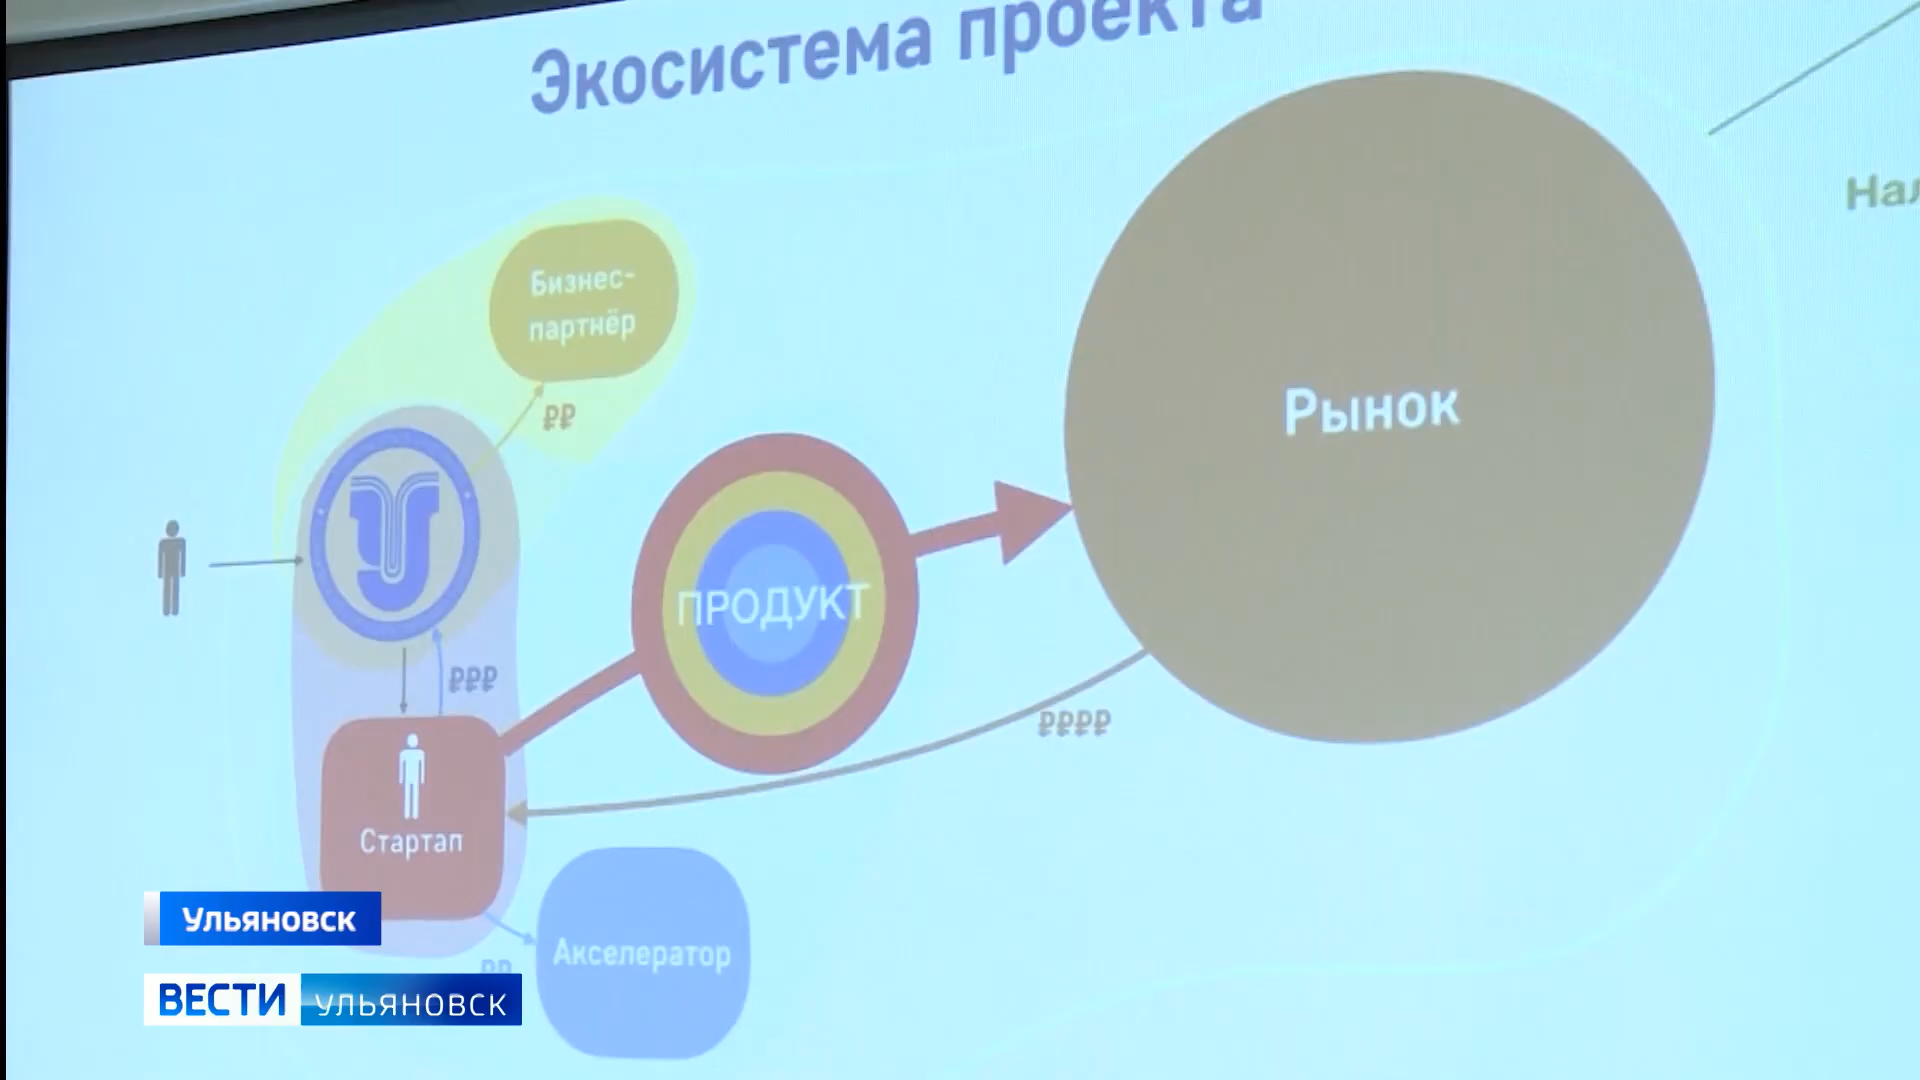 Экосистема проекта
Бизнес-
партнёр
₽₽
Рынок
ПРОДУКТ
₽₽₽
₽₽₽₽
Стартап
Акселератор
Ульяновск
ВЕСТИ УЛЬЯНОВСК